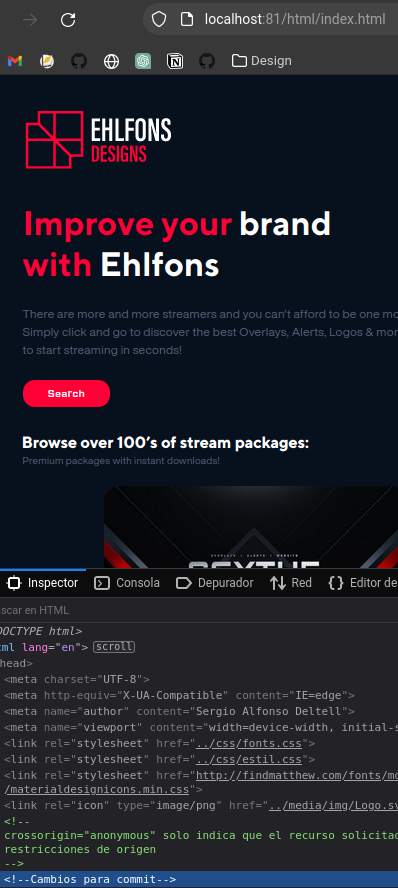 localhost:81/html/index.html
Design
EHLFONS
DESIGNS
Improve your brand
with Ehlfons
There are more and more streamers and you can't afford to be one mo
Simply click and go to discover the best Overlays, Alerts, Logos & mor
to start streaming in seconds!
Search
Browse over 100's of stream packages:
Premium packages with instant downloads!
OVERLAYS • ALERTS • WEBSITE
Inspector Consola Depurador Red Editor de
scar en HTML
OCTYPE html>
ml lang="en"> scroll
head>
<meta charset="UTF-8">
<meta http-equiv="X-UA-Compatible" content="IE=edge">
<meta name="author" content="Sergio Alfonso Deltell">
<meta name="viewport" content="width=device-width, initial-s
<link rel="stylesheet" href="../css/fonts.css">
<link rel="stylesheet" href="../css/estil.css">
<link rel="stylesheet" href="http://findmatthew.com/fonts/mo
/materialdesignicons.min.css">
<link rel="icon" type="image/png" href="../media/img/Logo.sv
<!--
crossorigin="anonymous" solo indica que el recurso solicitad
restricciones de origen
-->
<!--Cambios para commit-->